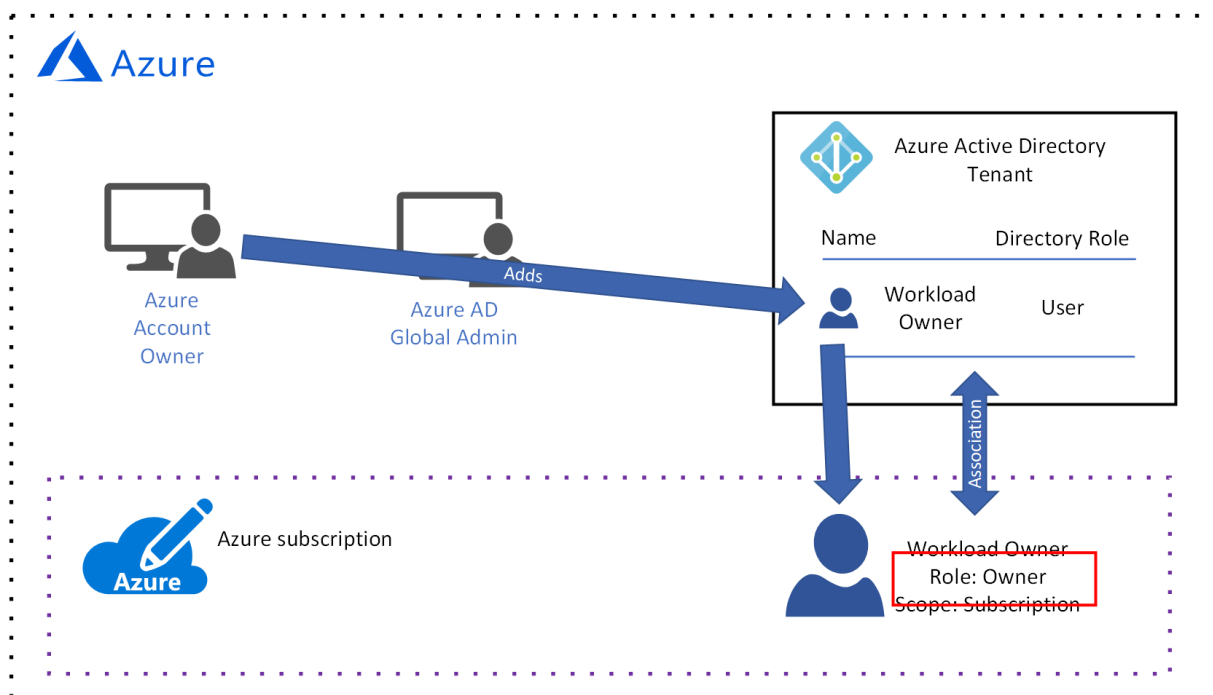 Azure
Azure Active Directory
Tenant
Name Directory Role
Adds
Azure
Account
Owner
Azure AD
Global Admin
Workload
Owner
User
Association
Azure subscription
Azure
Workload Owner
Role: Owner
Scope: Subscription